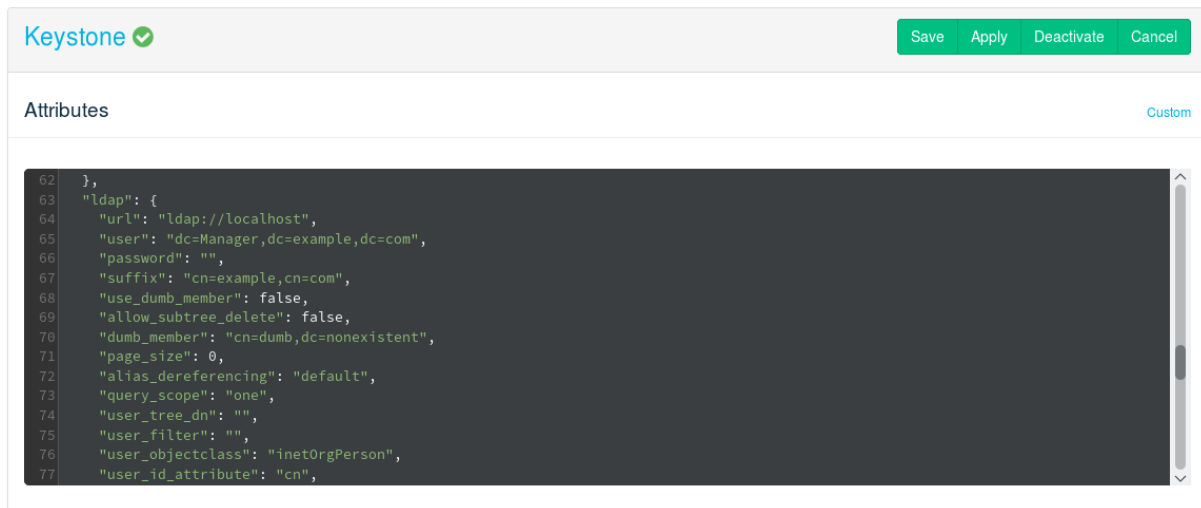 Keystone
Save Apply Deactivate Cancel
Attributes
Custom
62 },
63 "ldap": {
64 "url": "ldap://localhost",
65 "user": "dc=Manager,dc=example,dc=com",
66 "password": "",
67 "suffix": "cn=example,cn=com",
68 "use_dumb_member": false,
69 "allow_subtree_delete": false,
70 "dumb_member": "cn=dumb,dc=nonexistent",
71 "page_size": 0,
72 "alias_dereferencing": "default",
73 "query_scope": "one",
74 "user_tree_dn": "",
75 "user_filter": "",
76 "user_objectclass": "inetOrgPerson",
77 "user_id_attribute": "cn",